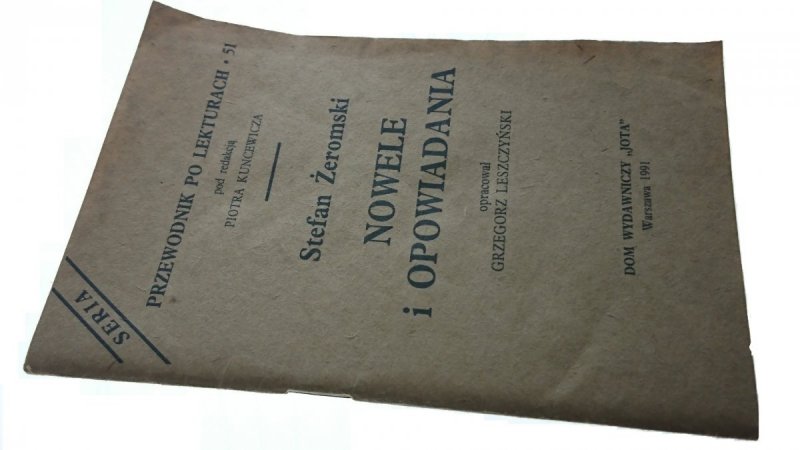 SERIA
PRZEWODNIK PO LEKTURACH • 51
pod redakcją
PIOTRA KUNCEWICZA
Stefan Żeromski
NOWELE
i OPOWIADANIA
opracował
GRZEGORZ LESZCZYŃSKI
DOM WYDAWNICZY „JOTA”
Warszawa 1991